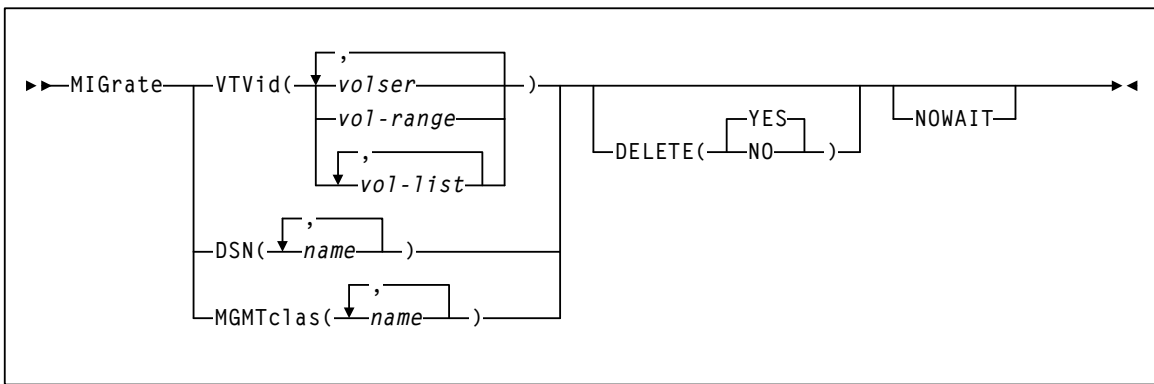 ,
MIGrate VTVid( volser )
vol-range
YES
NOWAIT
DELETE( NO )
,
vol-list
,
DSN( name )
,
MGMTclas( name )